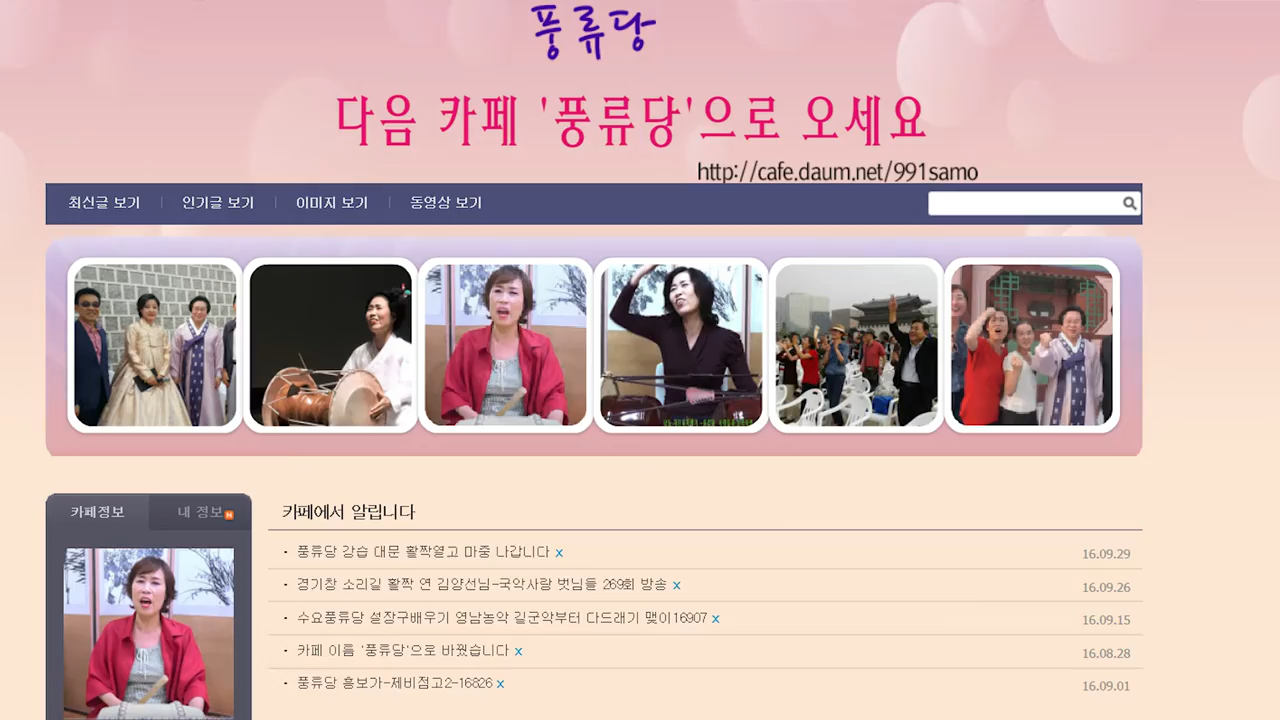 풍류당
다음 카페 '풍류당'으로 오세요
http://cafe.daum.net/991samo
최신글 보기
인기글 보기
이미지 보기
동영상 보기
카페정보
내 정보
카페에서 알립니다
풍류당 강습 대문 활짝열고 마중 나갑니다 x
16.09.29
경기창 소리길 활짝 연 김양선님-국악사랑 벗님들 269회 방송 x
16.09.26
수요풍류당 설장구배우기 영남농악 길군악부터 다드래기 맺이16907 x
16.09.15
카페 이름 '풍류당'으로 바꿨습니다 x
16.08.28
풍류당 흥보가-제비점고2-16826 x
16.09.01